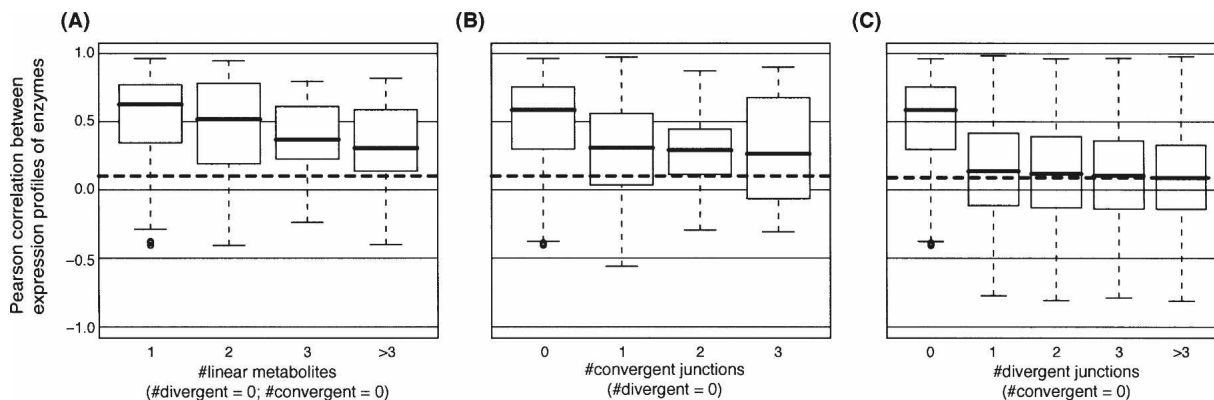 (A)
(B)
(C)
Pearson correlation between
expression profiles of enzymes
1.0
0.5
0.0
−0.5
−1.0
1 2 3 >3
#linear metabolites
(#divergent = 0; #convergent = 0)
0 1 2 3
#convergent junctions
(#divergent = 0)
0 1 2 3 >3
#divergent junctions
(#convergent = 0)